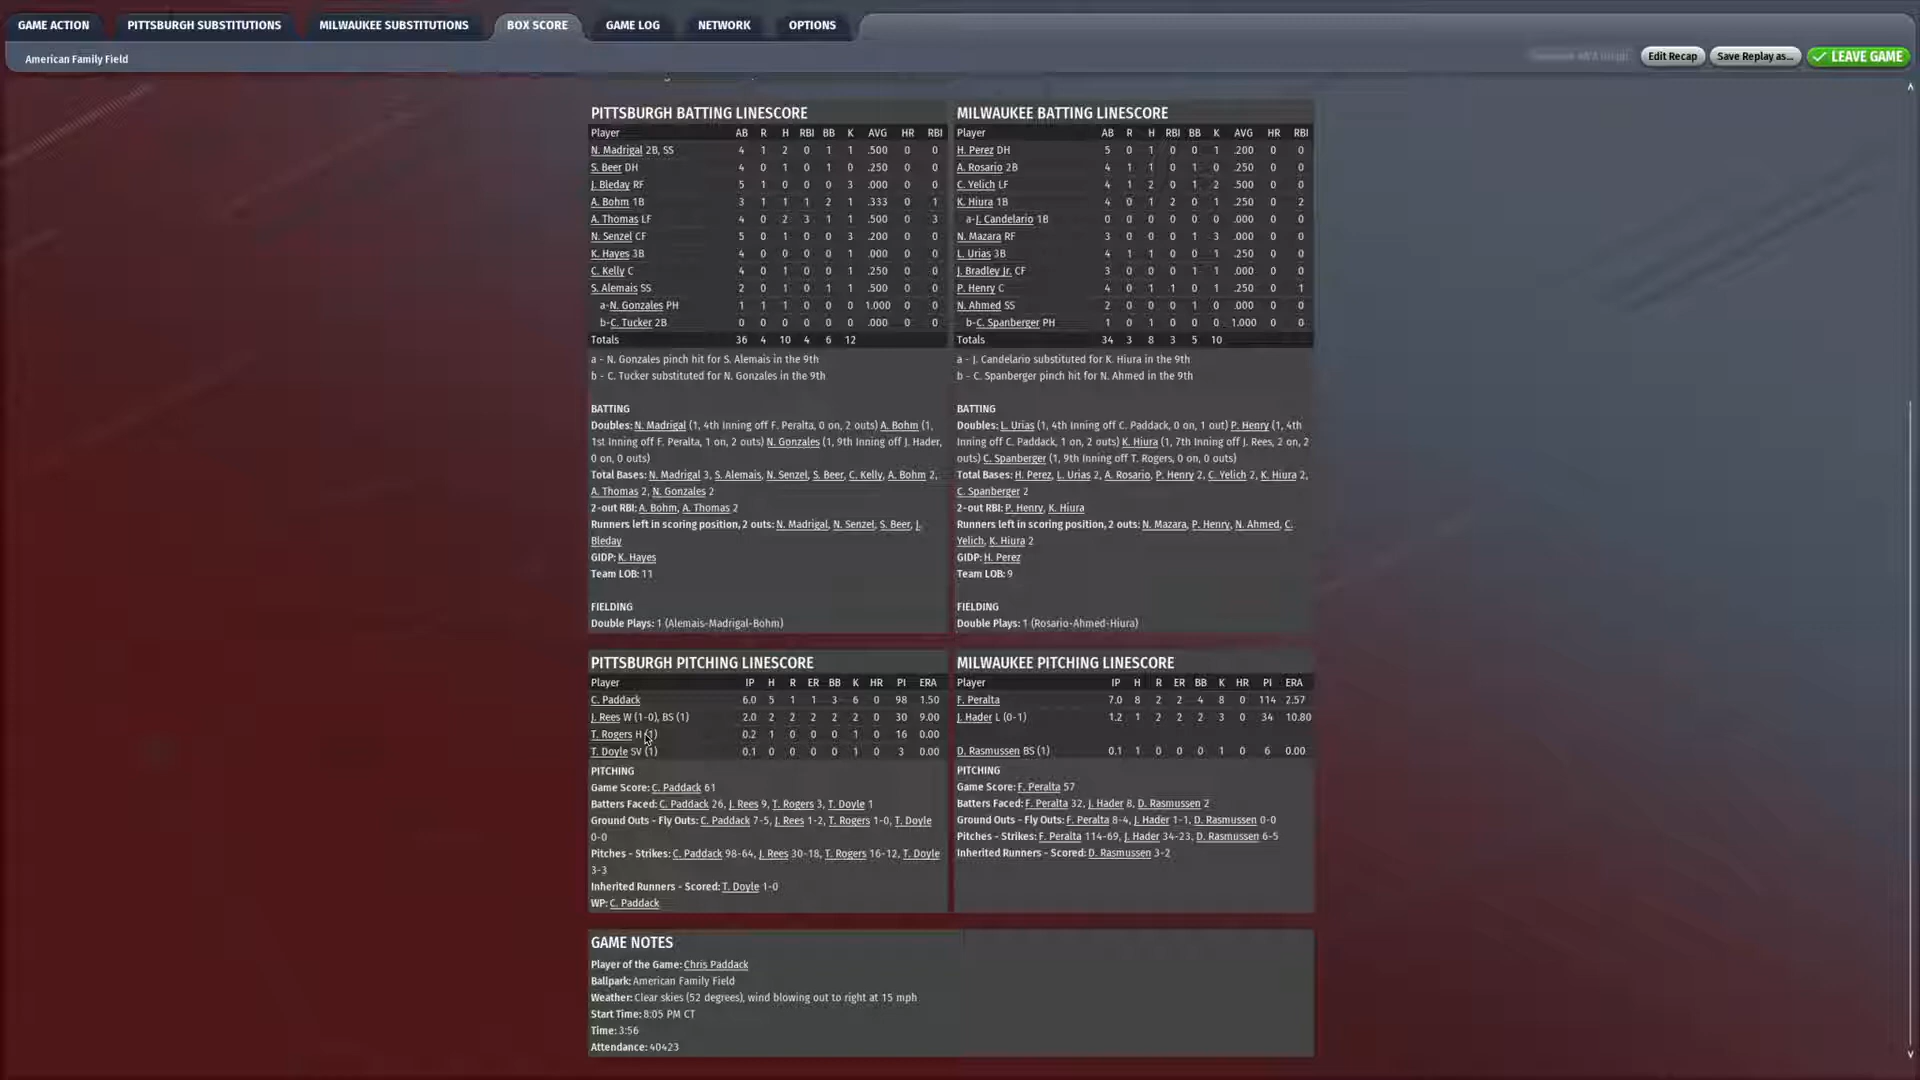 GAME ACTION PITTSBURGH SUBSTITUTIONS MILWAUKEE SUBSTITUTIONS BOX SCORE GAME LOG NETWORK OPTIONS
American Family Field Edit Recap Save Replay as... LEAVE GAME
PITTSBURGH BATTING LINESCORE
Player AB R H RBI BB K AVG HR RBI
N. Madrigal 2B, SS 4 1 2 0 1 1 .500 0 0
S. Beer DH 4 0 1 0 1 0 .250 0 0
J. Bleday RF 5 1 0 0 0 3 .000 0 0
A. Bohm 1B 3 1 1 1 2 1 .333 0 1
A. Thomas LF 4 0 2 3 1 1 .500 0 3
N. Senzel CF 5 0 1 0 0 3 .200 0 0
K. Hayes 3B 4 0 0 0 0 1 .000 0 0
C. Kelly C 4 0 1 0 0 1 .250 0 0
S. Alemais SS 2 0 1 0 1 1 .500 0 0
a-N. Gonzales PH 1 1 1 0 0 0 1.000 0 0
b-C. Tucker 2B 0 0 0 0 0 0 .000 0 0
Totals 36 4 10 4 6 12
a - N. Gonzales pinch hit for S. Alemais in the 9th
b - C. Tucker substituted for N. Gonzales in the 9th
BATTING
Doubles: N. Madrigal (1, 4th Inning off F. Peralta, 0 on, 2 outs) A. Bohm (1,
1st Inning off F. Peralta, 1 on, 2 outs) N. Gonzales (1, 9th Inning off J. Hader,
0 on, 0 outs)
Total Bases: N. Madrigal 3, S. Alemais, N. Senzel, S. Beer, C. Kelly, A. Bohm 2,
A. Thomas 2, N. Gonzales 2
2-out RBI: A. Bohm, A. Thomas 2
Runners left in scoring position, 2 outs: N. Madrigal, N. Senzel, S. Beer, J.
Bleday
GIDP: K. Hayes
Team LOB: 11
FIELDING
Double Plays: 1 (Alemais-Madrigal-Bohm)
MILWAUKEE BATTING LINESCORE
Player AB R H RBI BB K AVG HR RBI
H. Perez DH 5 0 1 0 0 1 .200 0 0
A. Rosario 2B 4 1 1 0 1 0 .250 0 0
C. Yelich LF 4 1 2 0 1 2 .500 0 0
K. Hiura 1B 4 0 1 2 0 1 .250 0 2
a-J. Candelario 1B 0 0 0 0 0 0 .000 0 0
N. Mazara RF 3 0 0 0 1 3 .000 0 0
L. Urias 3B 4 1 1 0 0 1 .250 0 0
J. Bradley Jr. CF 3 0 0 0 1 1 .000 0 0
P. Henry C 4 0 1 1 0 1 .250 0 1
N. Ahmed SS 2 0 0 0 1 0 .000 0 0
b-C. Spanberger PH 1 0 1 0 0 0 1.000 0 0
Totals 34 3 8 3 5 10
a - J. Candelario substituted for K. Hiura in the 9th
b - C. Spanberger pinch hit for N. Ahmed in the 9th
BATTING
Doubles: L. Urias (1, 4th Inning off C. Paddack, 0 on, 1 out) P. Henry (1, 4th
Inning off C. Paddack, 1 on, 2 outs) K. Hiura (1, 7th Inning off J. Rees, 2 on, 2
outs) C. Spanberger (1, 9th Inning off T. Rogers, 0 on, 0 outs)
Total Bases: H. Perez, L. Urias 2, A. Rosario, P. Henry 2, C. Yelich 2, K. Hiura 2,
C. Spanberger 2
2-out RBI: P. Henry, K. Hiura
Runners left in scoring position, 2 outs: N. Mazara, P. Henry, N. Ahmed, C.
Yelich, K. Hiura 2
GIDP: H. Perez
Team LOB: 9
FIELDING
Double Plays: 1 (Rosario-Ahmed-Hiura)
PITTSBURGH PITCHING LINESCORE
Player IP H R ER BB K HR PI ERA
C. Paddack 6.0 5 1 1 3 6 0 98 1.50
J. Rees W (1-0), BS (1) 2.0 2 2 2 2 2 0 30 9.00
T. Rogers H (1) 0.2 1 0 0 0 1 0 16 0.00
T. Doyle SV (1) 0.1 0 0 0 0 1 0 3 0.00
PITCHING
Game Score: C. Paddack 61
Batters Faced: C. Paddack 26, J. Rees 9, T. Rogers 3, T. Doyle 1
Ground Outs - Fly Outs: C. Paddack 7-5, J. Rees 1-2, T. Rogers 1-0, T. Doyle
0-0
Pitches - Strikes: C. Paddack 98-64, J. Rees 30-18, T. Rogers 16-12, T. Doyle
3-3
Inherited Runners - Scored: T. Doyle 1-0
WP: C. Paddack
MILWAUKEE PITCHING LINESCORE
Player IP H R ER BB K HR PI ERA
F. Peralta 7.0 8 2 2 4 8 0 114 2.57
J. Hader L (0-1) 1.2 1 2 2 2 3 0 34 10.80
D. Rasmussen BS (1) 0.1 1 0 0 0 1 0 6 0.00
PITCHING
Game Score: F. Peralta 57
Batters Faced: F. Peralta 32, J. Hader 8, D. Rasmussen 2
Ground Outs - Fly Outs: F. Peralta 8-4, J. Hader 1-1, D. Rasmussen 0-0
Pitches - Strikes: F. Peralta 114-69, J. Hader 34-23, D. Rasmussen 6-5
Inherited Runners - Scored: D. Rasmussen 3-2
GAME NOTES
Player of the Game: Chris Paddack
Ballpark: American Family Field
Weather: Clear skies (52 degrees), wind blowing out to right at 15 mph
Start Time: 8:05 PM CT
Time: 3:56
Attendance: 40423